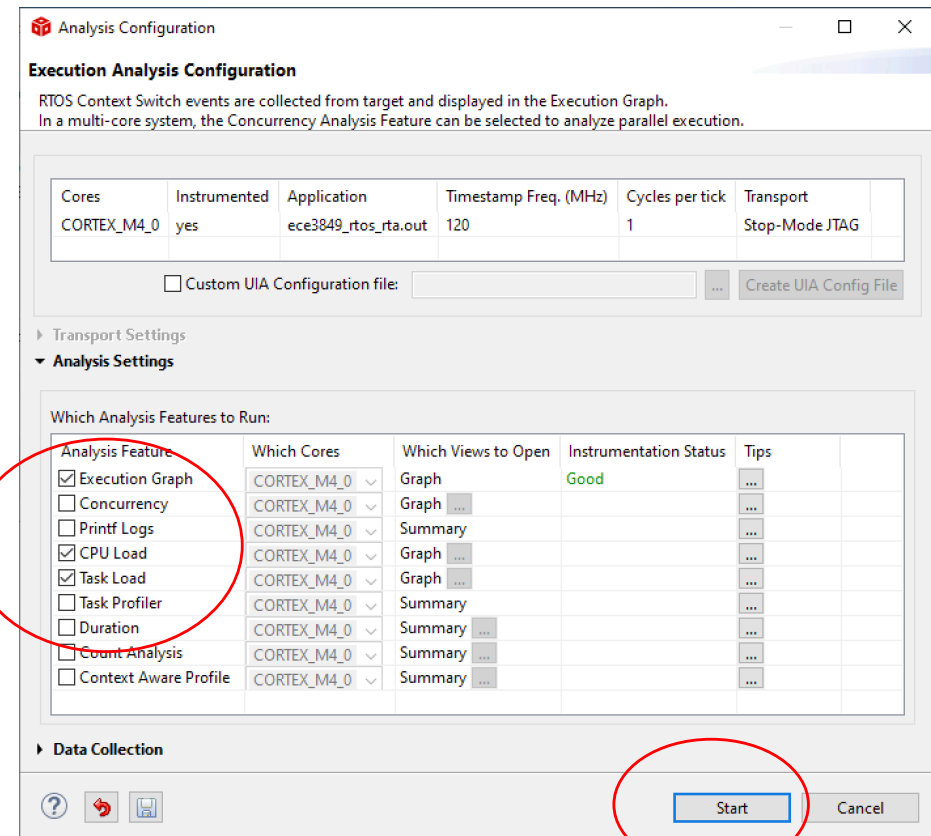 Analysis Configuration
Execution Analysis Configuration
RTOS Context Switch events are collected from target and displayed in the Execution Graph.
In a multi-core system, the Concurrency Analysis Feature can be selected to analyze parallel execution.
Cores Instrumented Application Timestamp Freq. (MHz) Cycles per tick Transport
CORTEX_M4_0 yes ece3849_rtos_rta.out 120 1 Stop-Mode JTAG
Custom UIA Configuration file: ... Create UIA Config File
Transport Settings
Analysis Settings
Which Analysis Features to Run:
Analysis Feature Which Cores Which Views to Open Instrumentation Status Tips
Execution Graph CORTEX_M4_0 Graph Good ...
Concurrency CORTEX_M4_0 Graph ... ...
Printf Logs CORTEX_M4_0 Summary ...
CPU Load CORTEX_M4_0 Graph ... ...
Task Load CORTEX_M4_0 Graph ... ...
Task Profiler CORTEX_M4_0 Summary ...
Duration CORTEX_M4_0 Summary ... ...
Count Analysis CORTEX_M4_0 Summary ... ...
Context Aware Profile CORTEX_M4_0 Summary ... ...
Data Collection
? Start Cancel